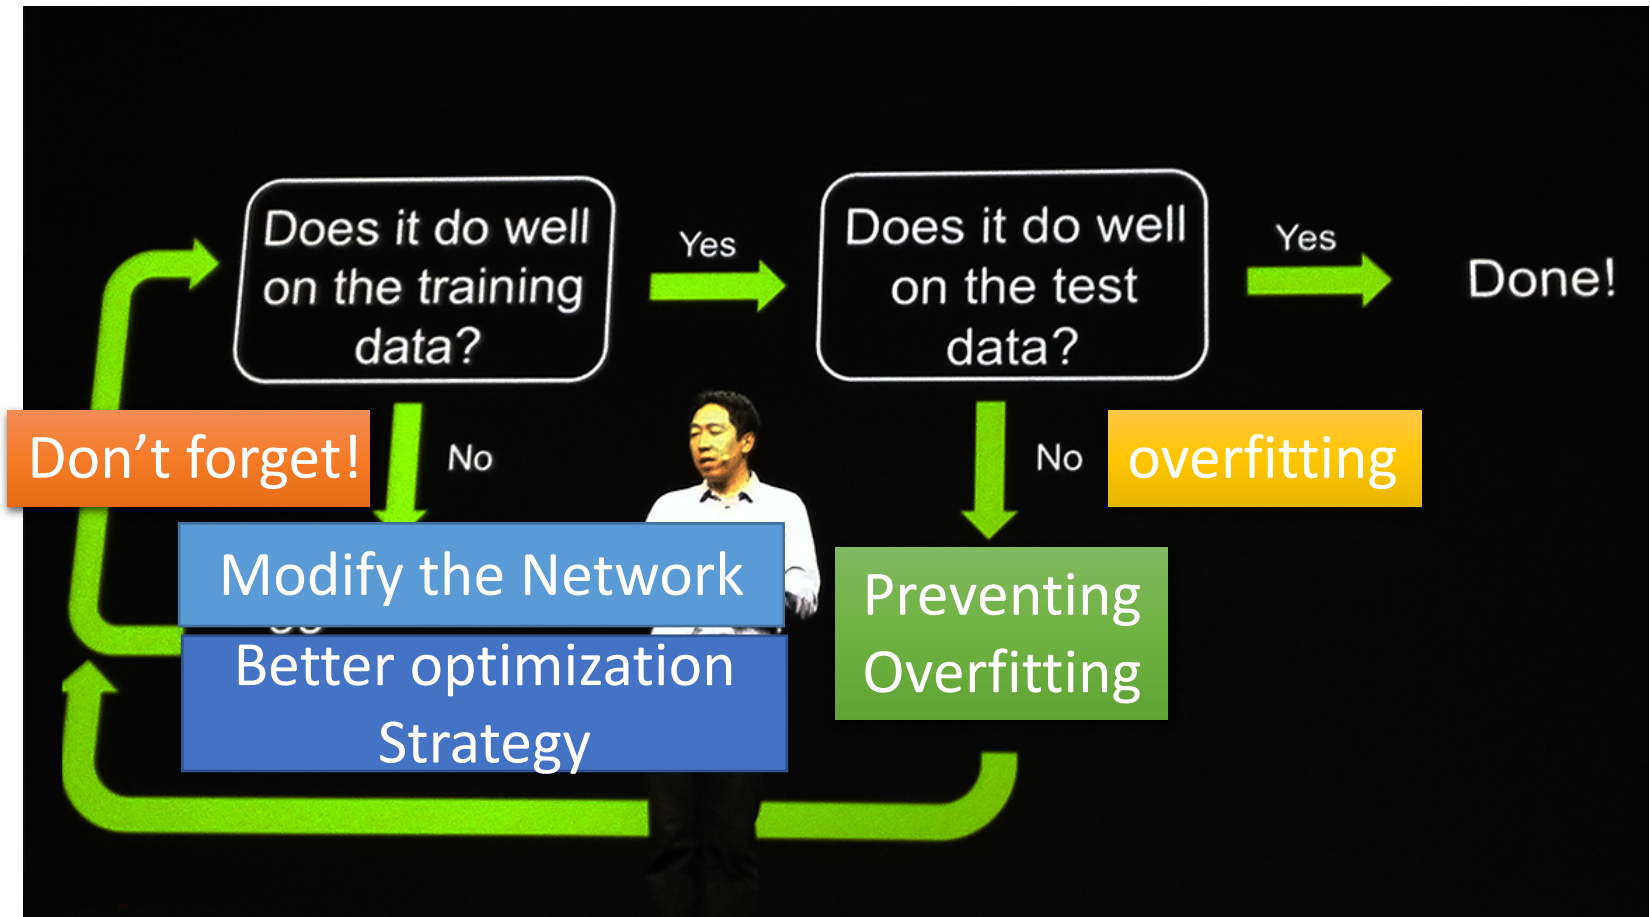 Does it do well
on the training
data?
Yes
Does it do well
on the test
data?
Yes
Done!
Don't forget!
No
No
overfitting
Modify the Network
Better optimization
Strategy
Preventing
Overfitting